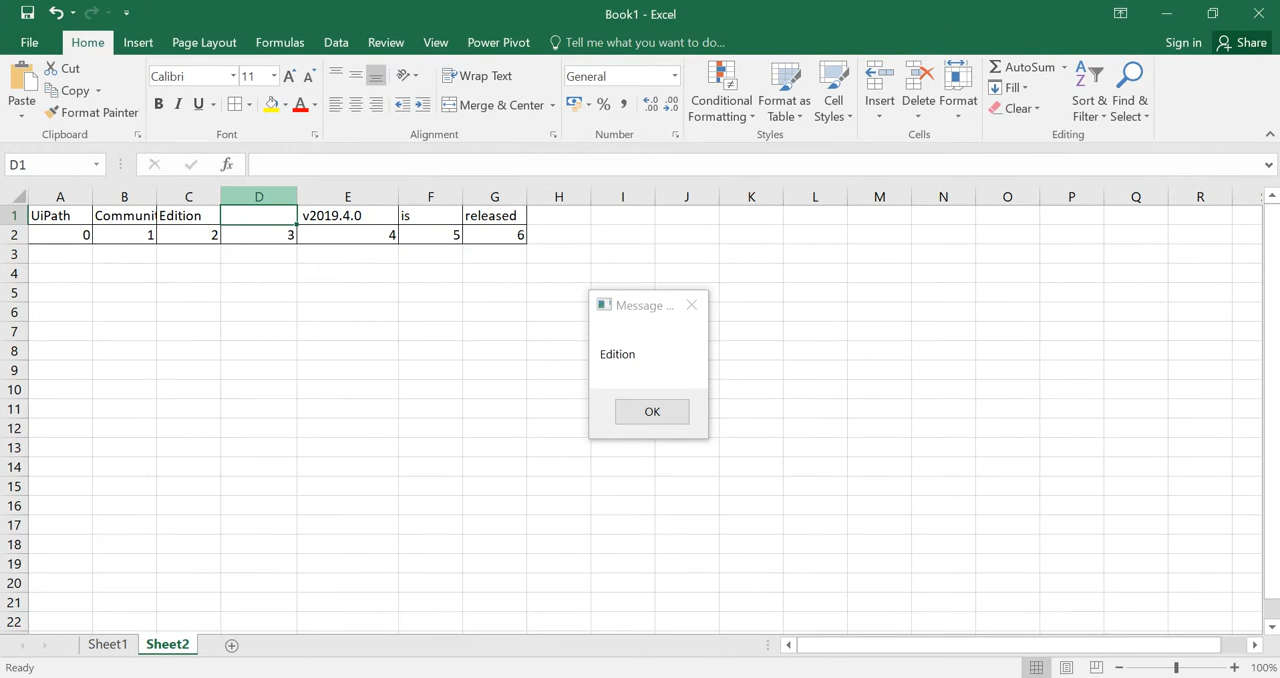 Book1 - Excel
File Home Insert Page Layout Formulas Data Review View Power Pivot Tell me what you want to do... Sign in Share
Cut
Copy
Format Painter
Paste
Calibri 11
B I U A
Wrap Text
Merge & Center
General
% ,
Conditional Formatting
Format as Table
Cell Styles
Insert Delete Format
AutoSum
Fill
Clear
Sort & Filter
Find & Select
Clipboard Font Alignment Number Styles Cells Editing
D1 fx
A B C D E F G H I J K L M N O P Q R
1 UiPath Communit Edition v2019.4.0 is released
2 0 1 2 3 4 5 6
3
4
5
6
7
8
9
10
11
12
13
14
15
16
17
18
19
20
21
22
Message ...
Edition
OK
Sheet1 Sheet2
Ready 100%